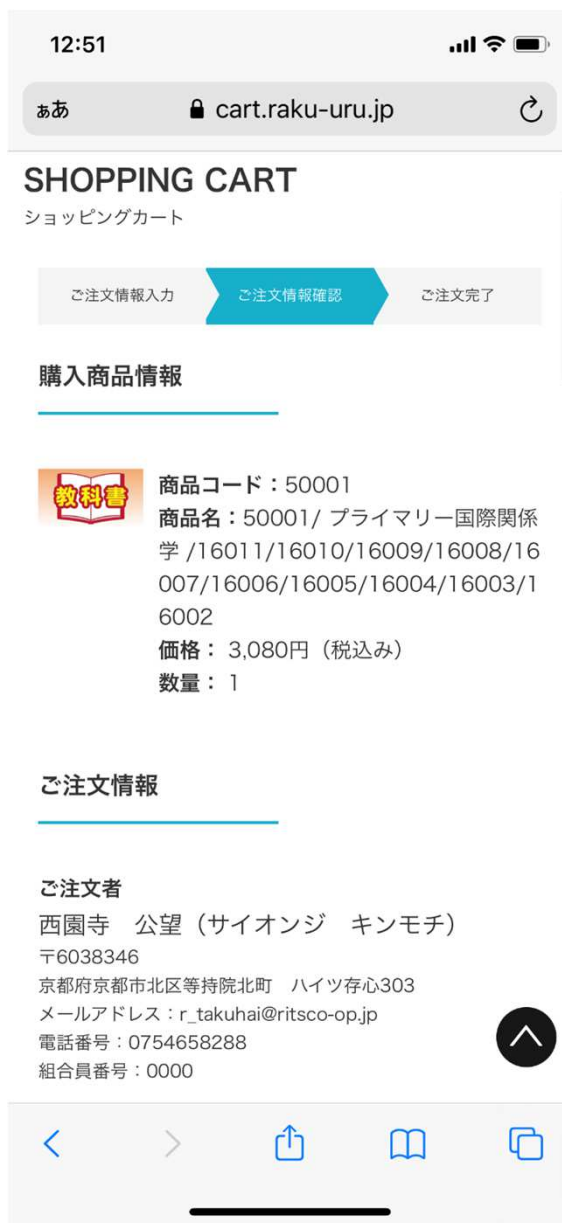 12:51
ぁあ cart.raku-uru.jp
SHOPPING CART
ショッピングカート
ご注文情報入力 ご注文情報確認 ご注文完了
購入商品情報
教科書
商品コード：50001
商品名：50001/ プライマリー国際関係
学 /16011/16010/16009/16008/16
007/16006/16005/16004/16003/1
6002
価格： 3,080円（税込み）
数量： 1
ご注文情報
ご注文者
西園寺　公望（サイオンジ　キンモチ）
〒6038346
京都府京都市北区等持院北町　ハイツ存心303
メールアドレス：r_takuhai@ritsco-op.jp
電話番号：0754658288
組合員番号：0000